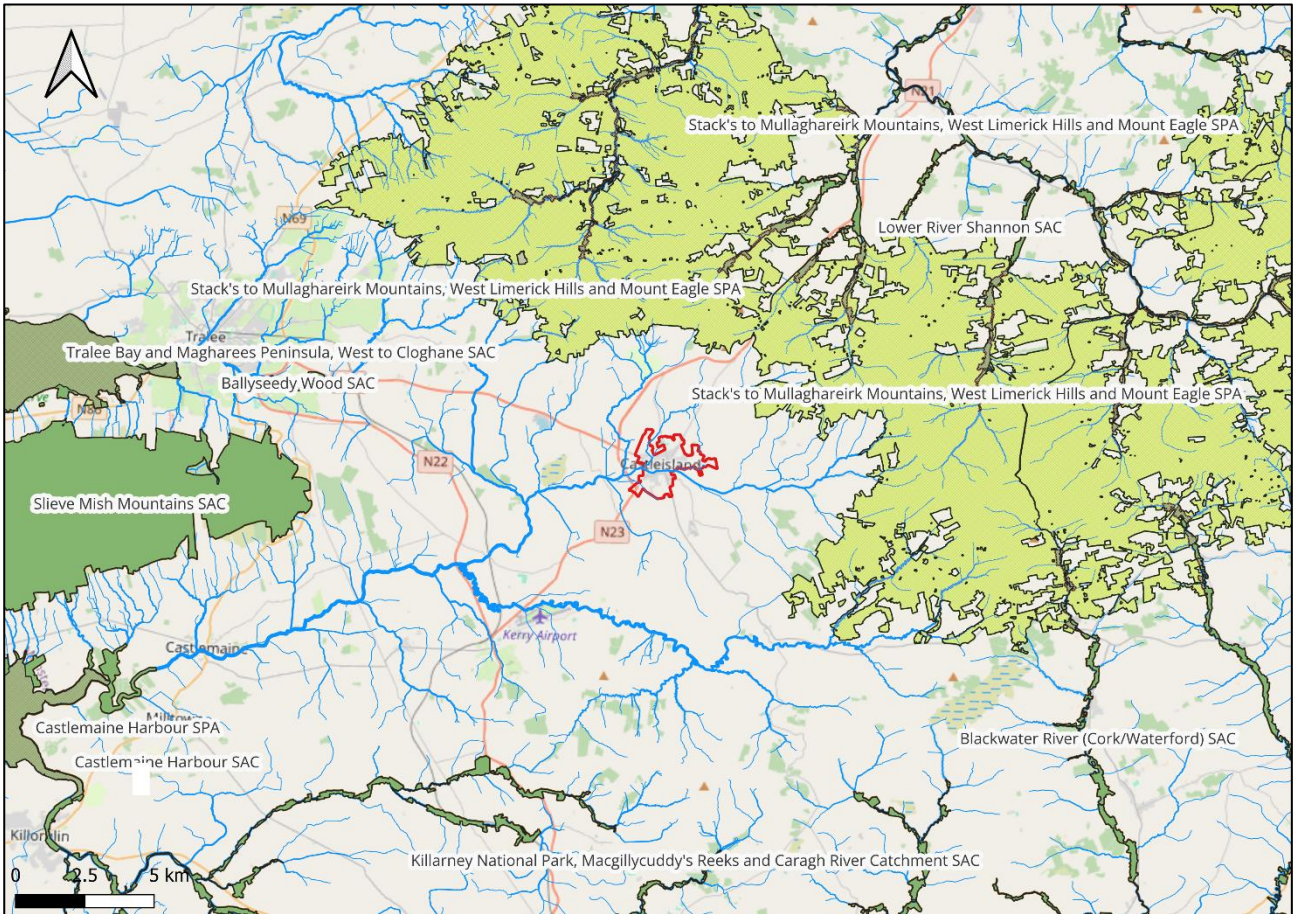 N21
Stack's to Mullaghareirk Mountains, West Limerick Hills and Mount Eagle SPA
N69
Lower River Shannon SAC
Stack's to Mullaghareirk Mountains, West Limerick Hills and Mount Eagle SPA
Tralee
Tralee Bay and Magharees Peninsula, West to Cloghane SAC
Ballyseedy Wood SAC
Stack's to Mullaghareirk Mountains, West Limerick Hills and Mount Eagle SPA
N86
N22
Castleisland
Slieve Mish Mountains SAC
N23
Kerry Airport
Castlemaine
Milltown
Castlemaine Harbour SPA
Blackwater River (Cork/Waterford) SAC
Castlemaine Harbour SAC
Killorglin
Killarney National Park, Macgillycuddy's Reeks and Caragh River Catchment SAC
0 2.5 5 km